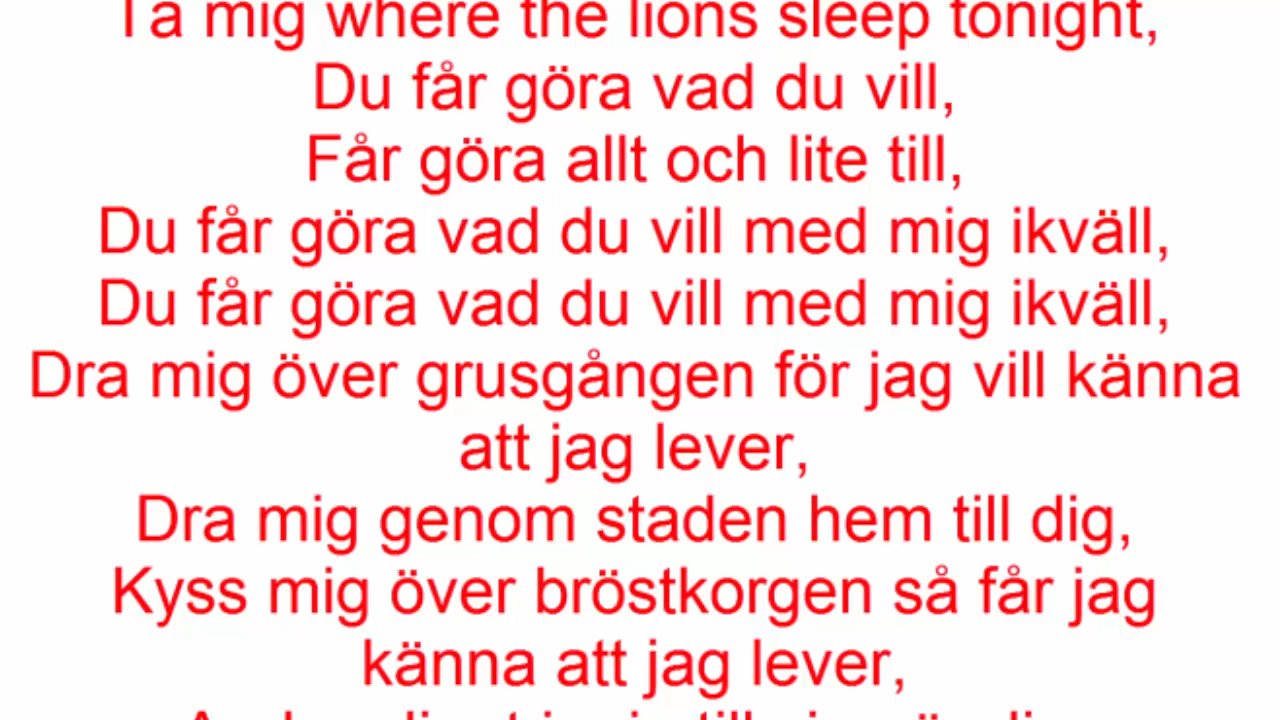 Ta mig where the lions sleep tonight,
Du får göra vad du vill,
Får göra allt och lite till,
Du får göra vad du vill med mig ikväll,
Du får göra vad du vill med mig ikväll,
Dra mig över grusgången för jag vill känna
att jag lever,
Dra mig genom staden hem till dig,
Kyss mig över bröstkorgen så får jag
känna att jag lever,